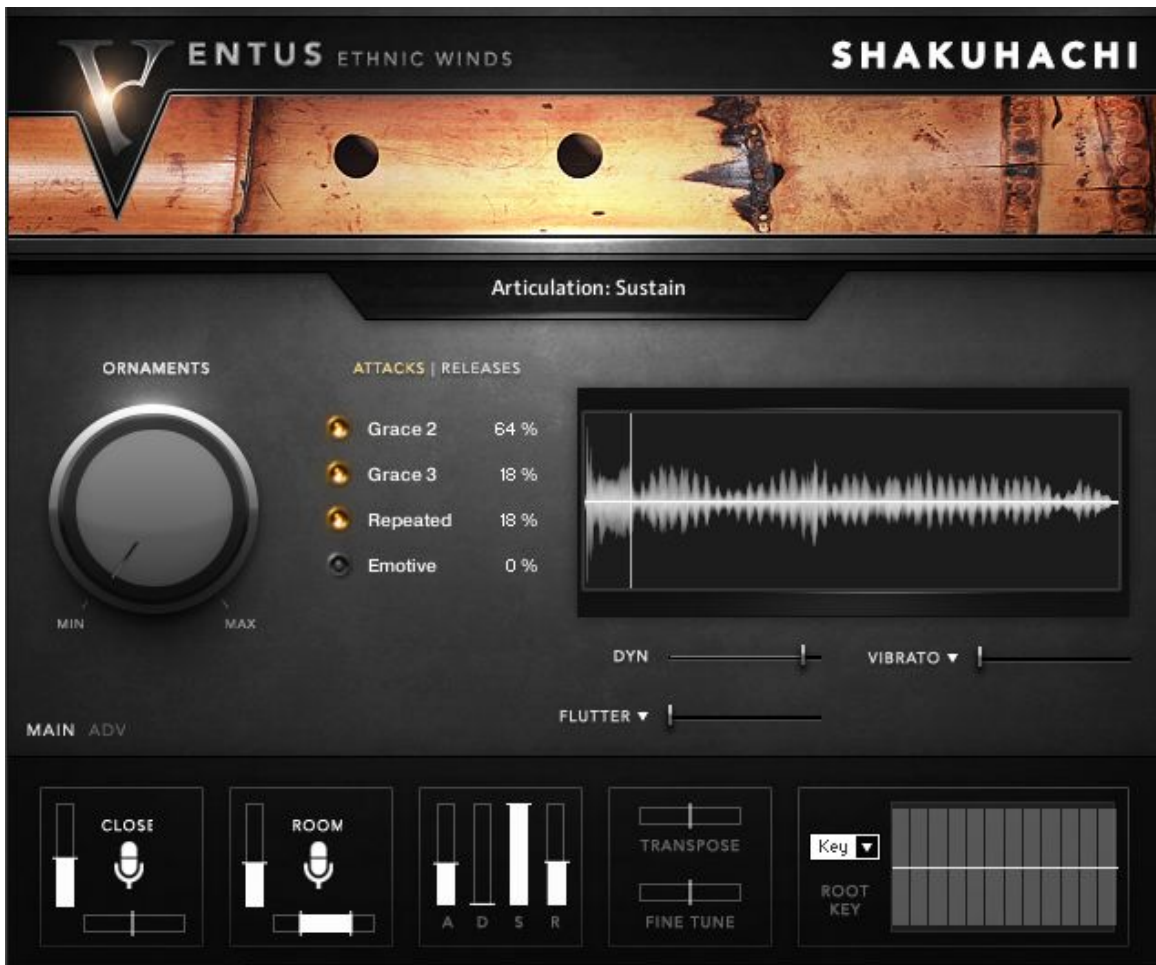 VENTUS ETHNIC WINDS
SHAKUHACHI
Articulation: Sustain
ORNAMENTS
MIN
MAX
ATTACKS | RELEASES
Grace 2 64 %
Grace 3 18 %
Repeated 18 %
Emotive 0 %
DYN
VIBRATO ▼
FLUTTER ▼
MAIN ADV
CLOSE
ROOM
A D S R
TRANSPOSE
FINE TUNE
Key ▼
ROOT
KEY